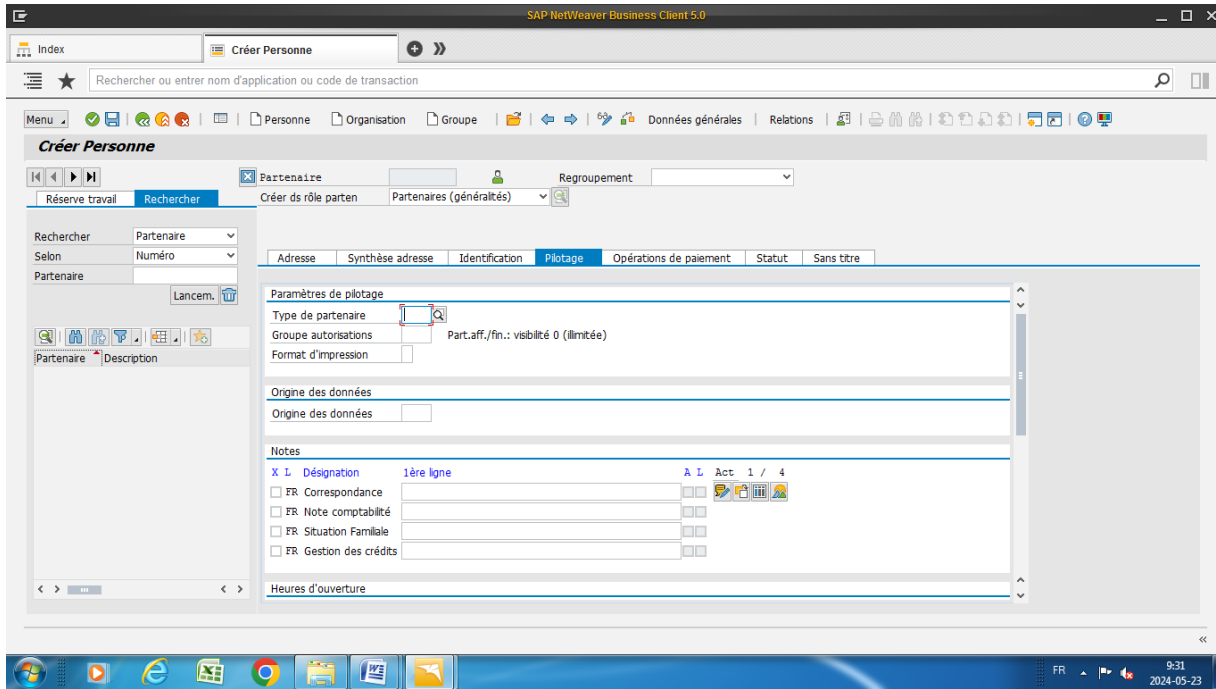 SAP NetWeaver Business Client 5.0
Index
Créer Personne
Rechercher ou entrer nom d'application ou code de transaction
Menu Personne Organisation Groupe Données générales Relations
Créer Personne
Partenaire Regroupement
Réserve travail Rechercher Créer ds rôle parten Partenaires (généralités)
Rechercher Partenaire
Selon Numéro
Adresse Synthèse adresse Identification Pilotage Opérations de paiement Statut Sans titre
Partenaire
Lancem.
Paramètres de pilotage
Type de partenaire
Groupe autorisations Part.aff./fin.: visibilité 0 (illimitée)
Format d'impression
Partenaire Description
Origine des données
Origine des données
Notes
X L Désignation 1ère ligne A L Act 1 / 4
FR Correspondance
FR Note comptabilité
FR Situation Familiale
FR Gestion des crédits
Heures d'ouverture
FR 9:31
2024-05-23